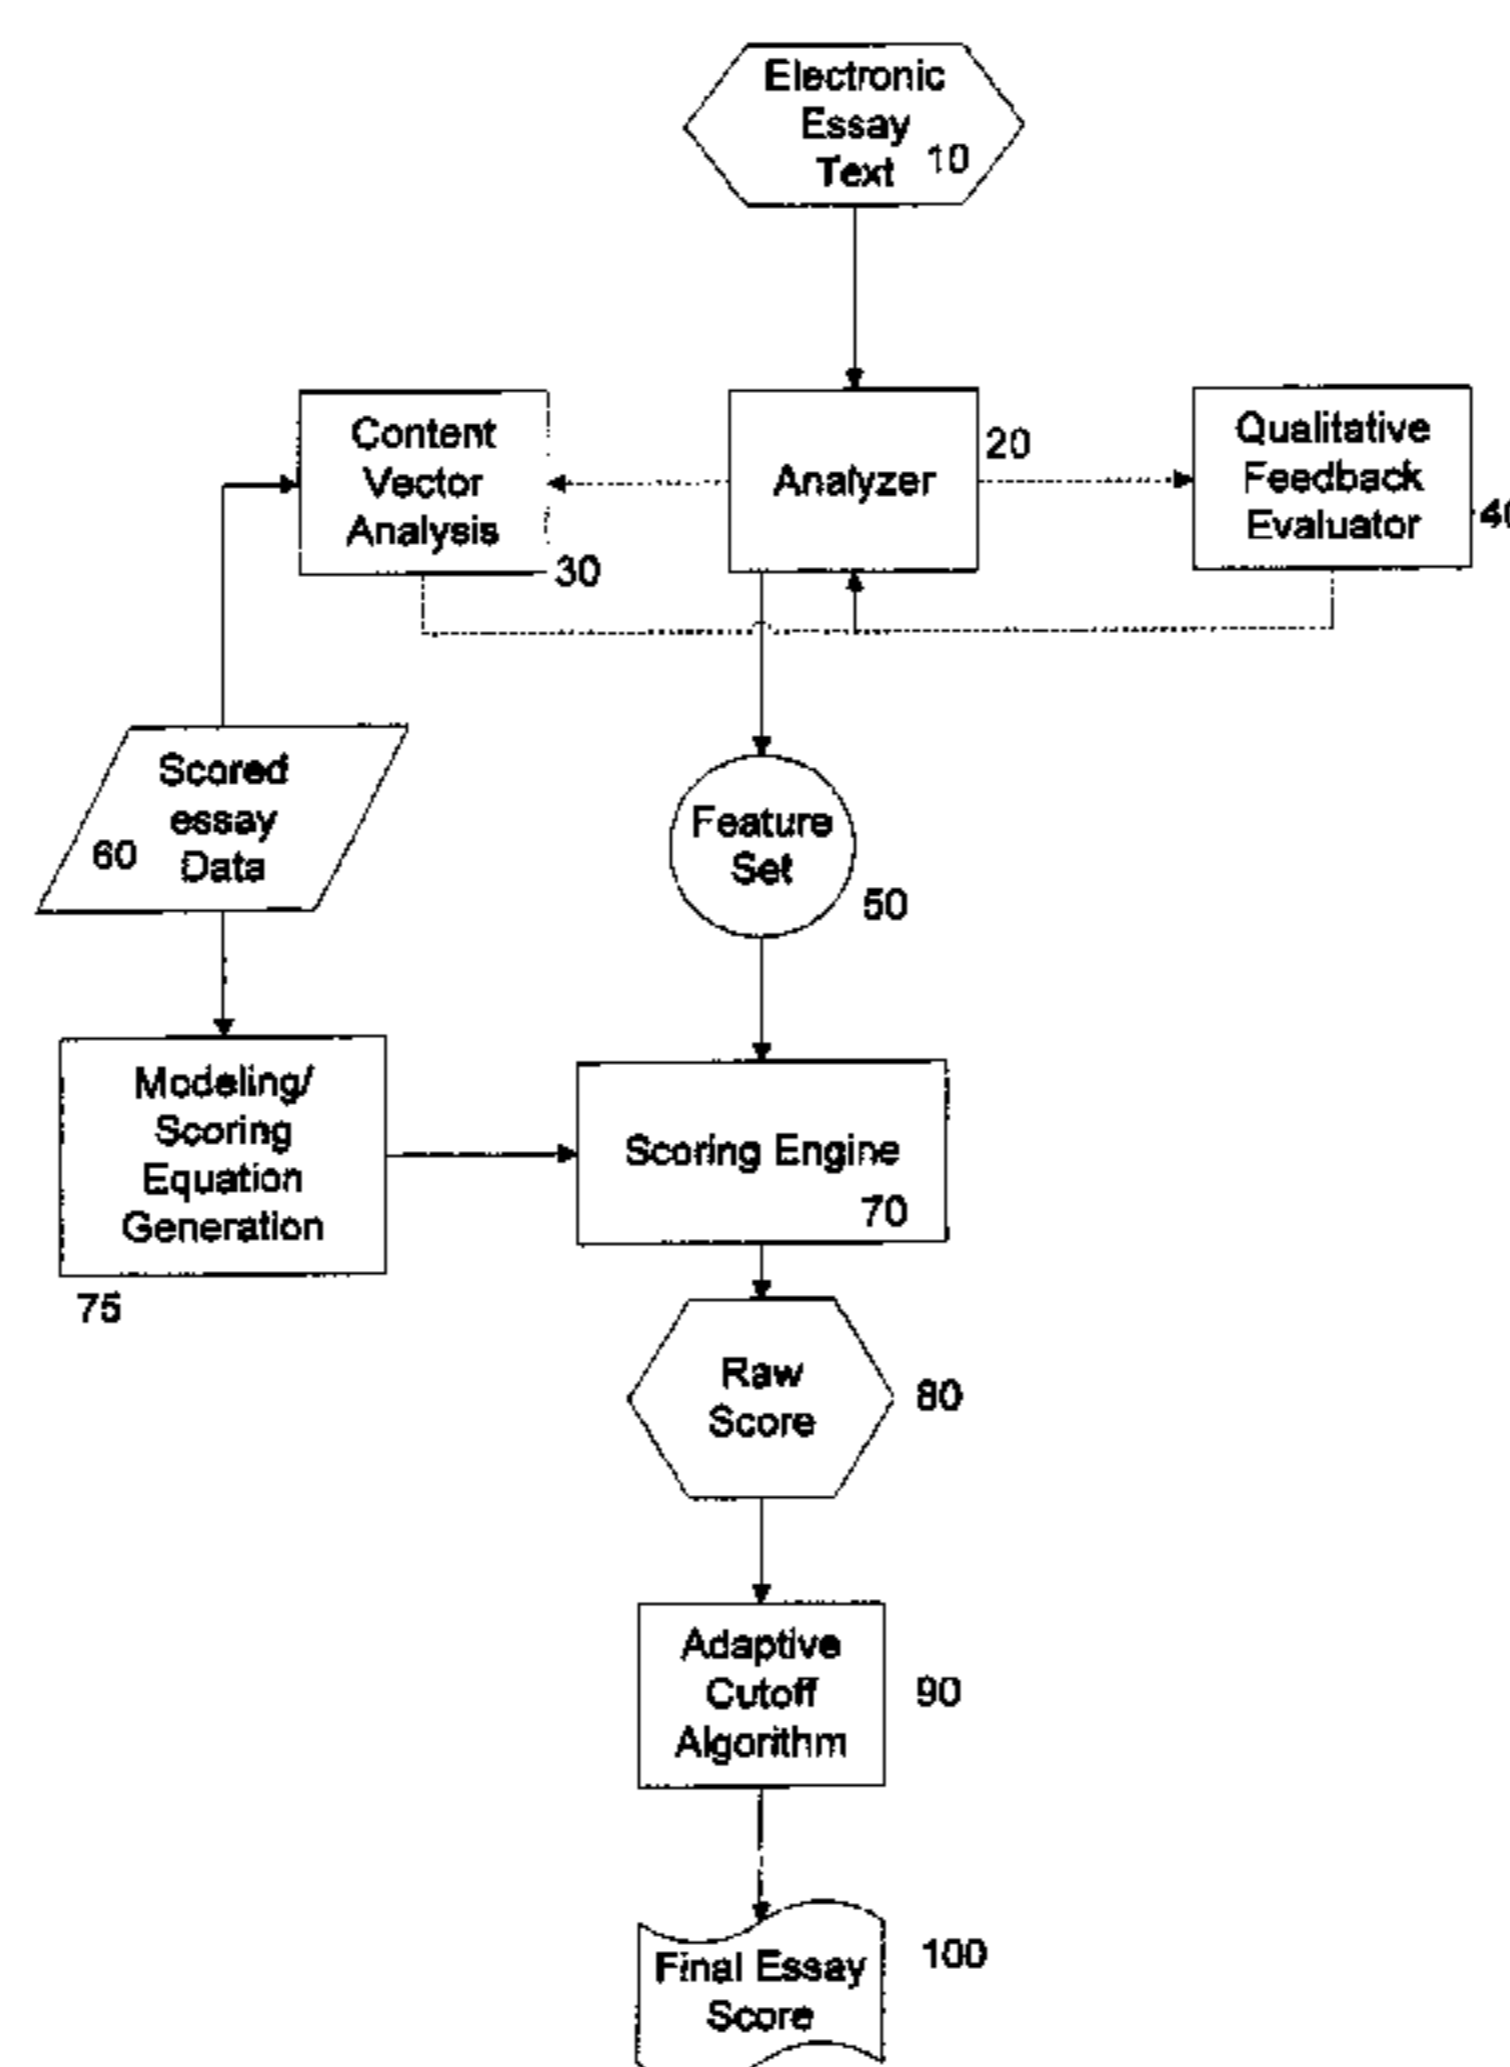 Electronic
Essay
Text 10
Content
Vector
Analysis
30
Analyzer
20
Qualitative
Feedback
Evaluator
40
Scored
essay
Data
60
Feature
Set
50
Modeling/
Scoring
Equation
Generation
75
Scoring Engine
70
Raw
Score
80
Adaptive
Cutoff
Algorithm
90
Final Essay
Score
100